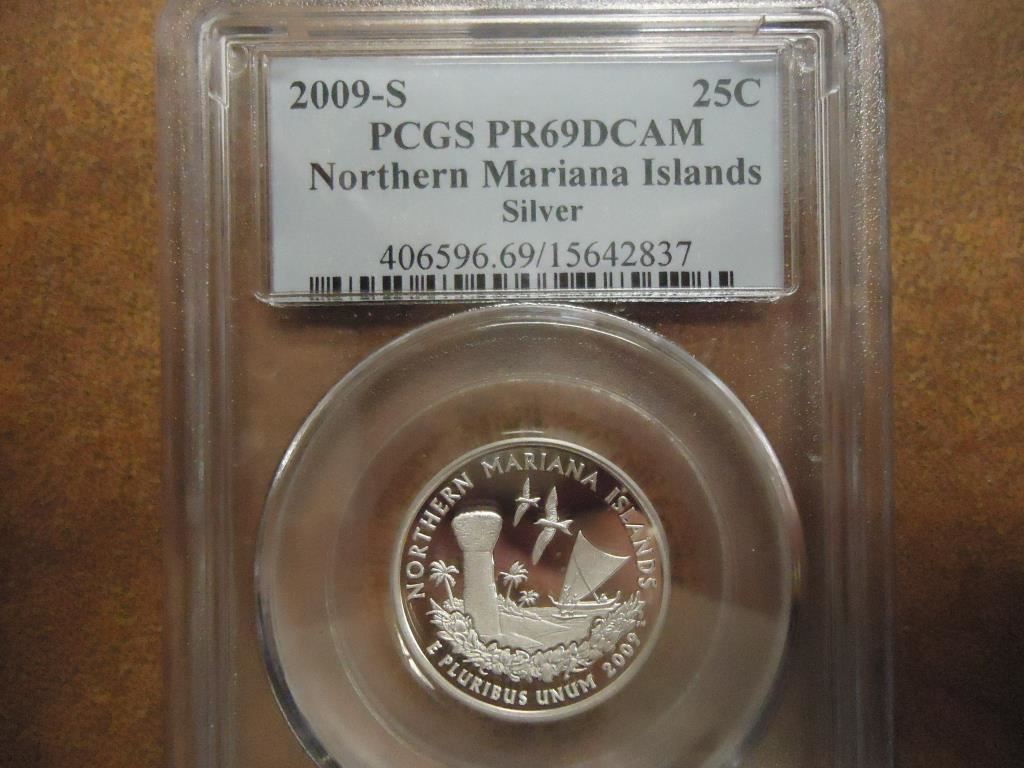 2009-S 25C
PCGS PR69DCAM
Northern Mariana Islands
Silver
406596.69/15642837
NORTHERN MARIANA ISLANDS
E PLURIBUS UNUM 2009